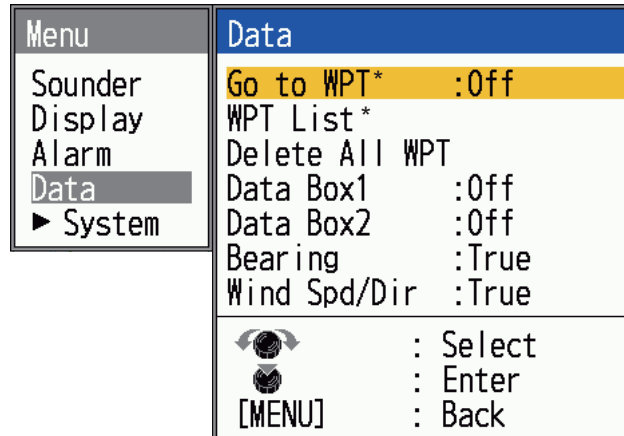 Menu
Sounder
Display
Alarm
Data
► System
Data
Go to WPT* :Off
WPT List*
Delete All WPT
Data Box1 :Off
Data Box2 :Off
Bearing :True
Wind Spd/Dir :True
: Select
: Enter
[MENU] : Back